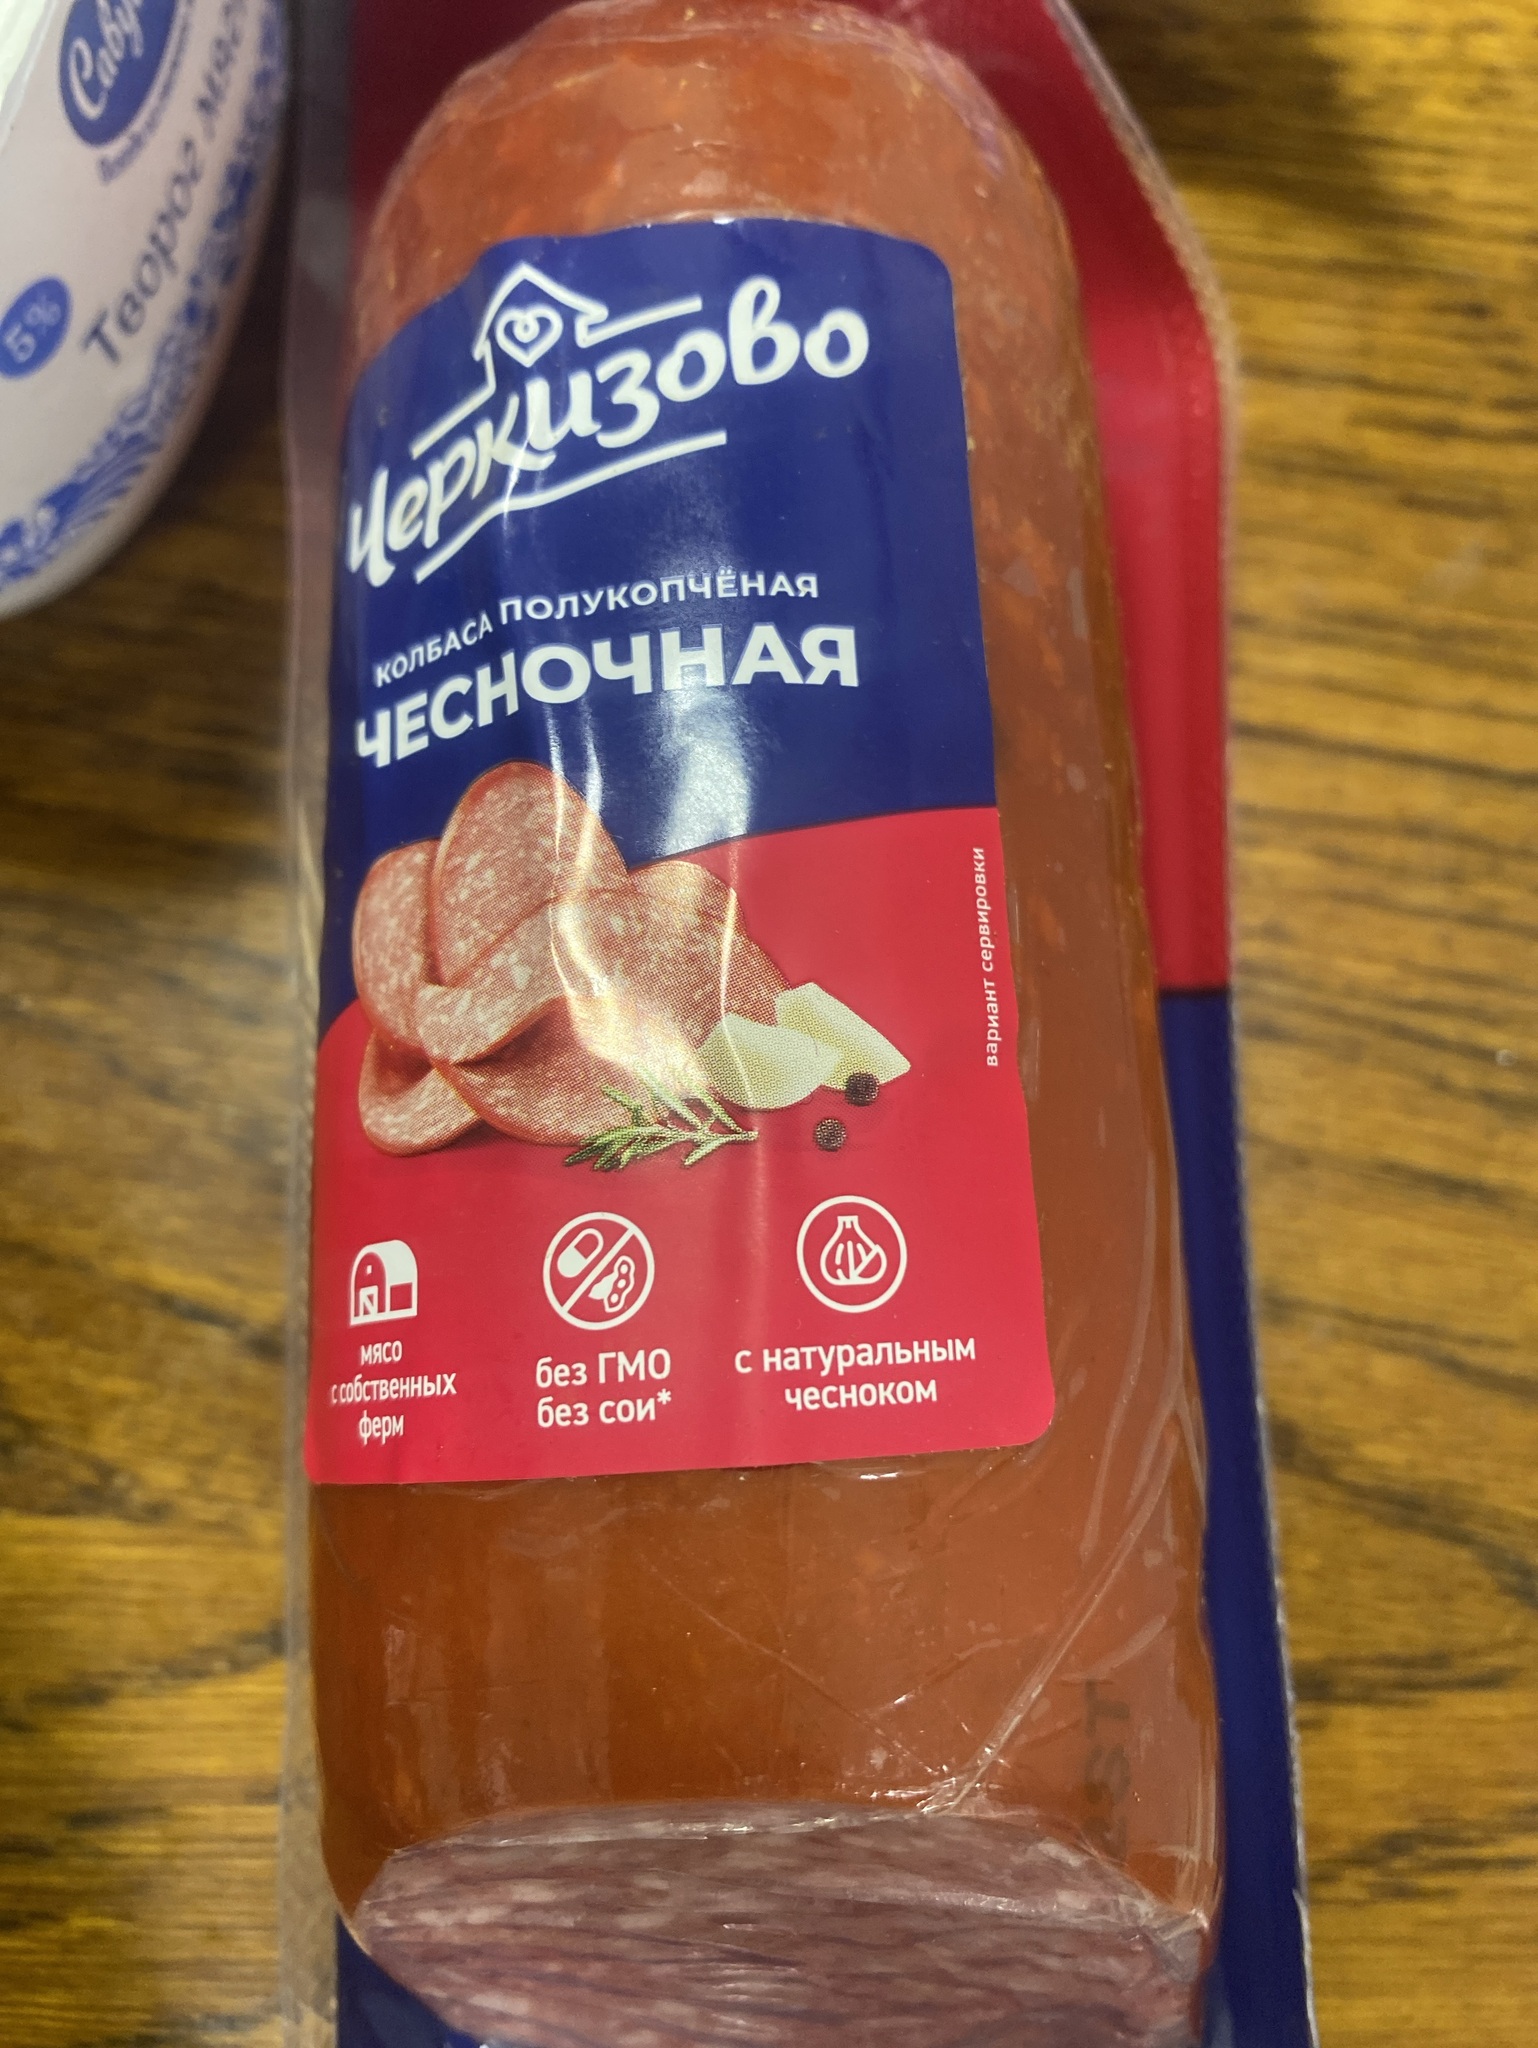 5%
Творог
Черкизово
КОЛБАСА ПОЛУКОПЧЁНАЯ
ЧЕСНОЧНАЯ
вариант сервировки
мясо
с собственных
ферм
без ГМО
без сои*
с натуральным
чесноком